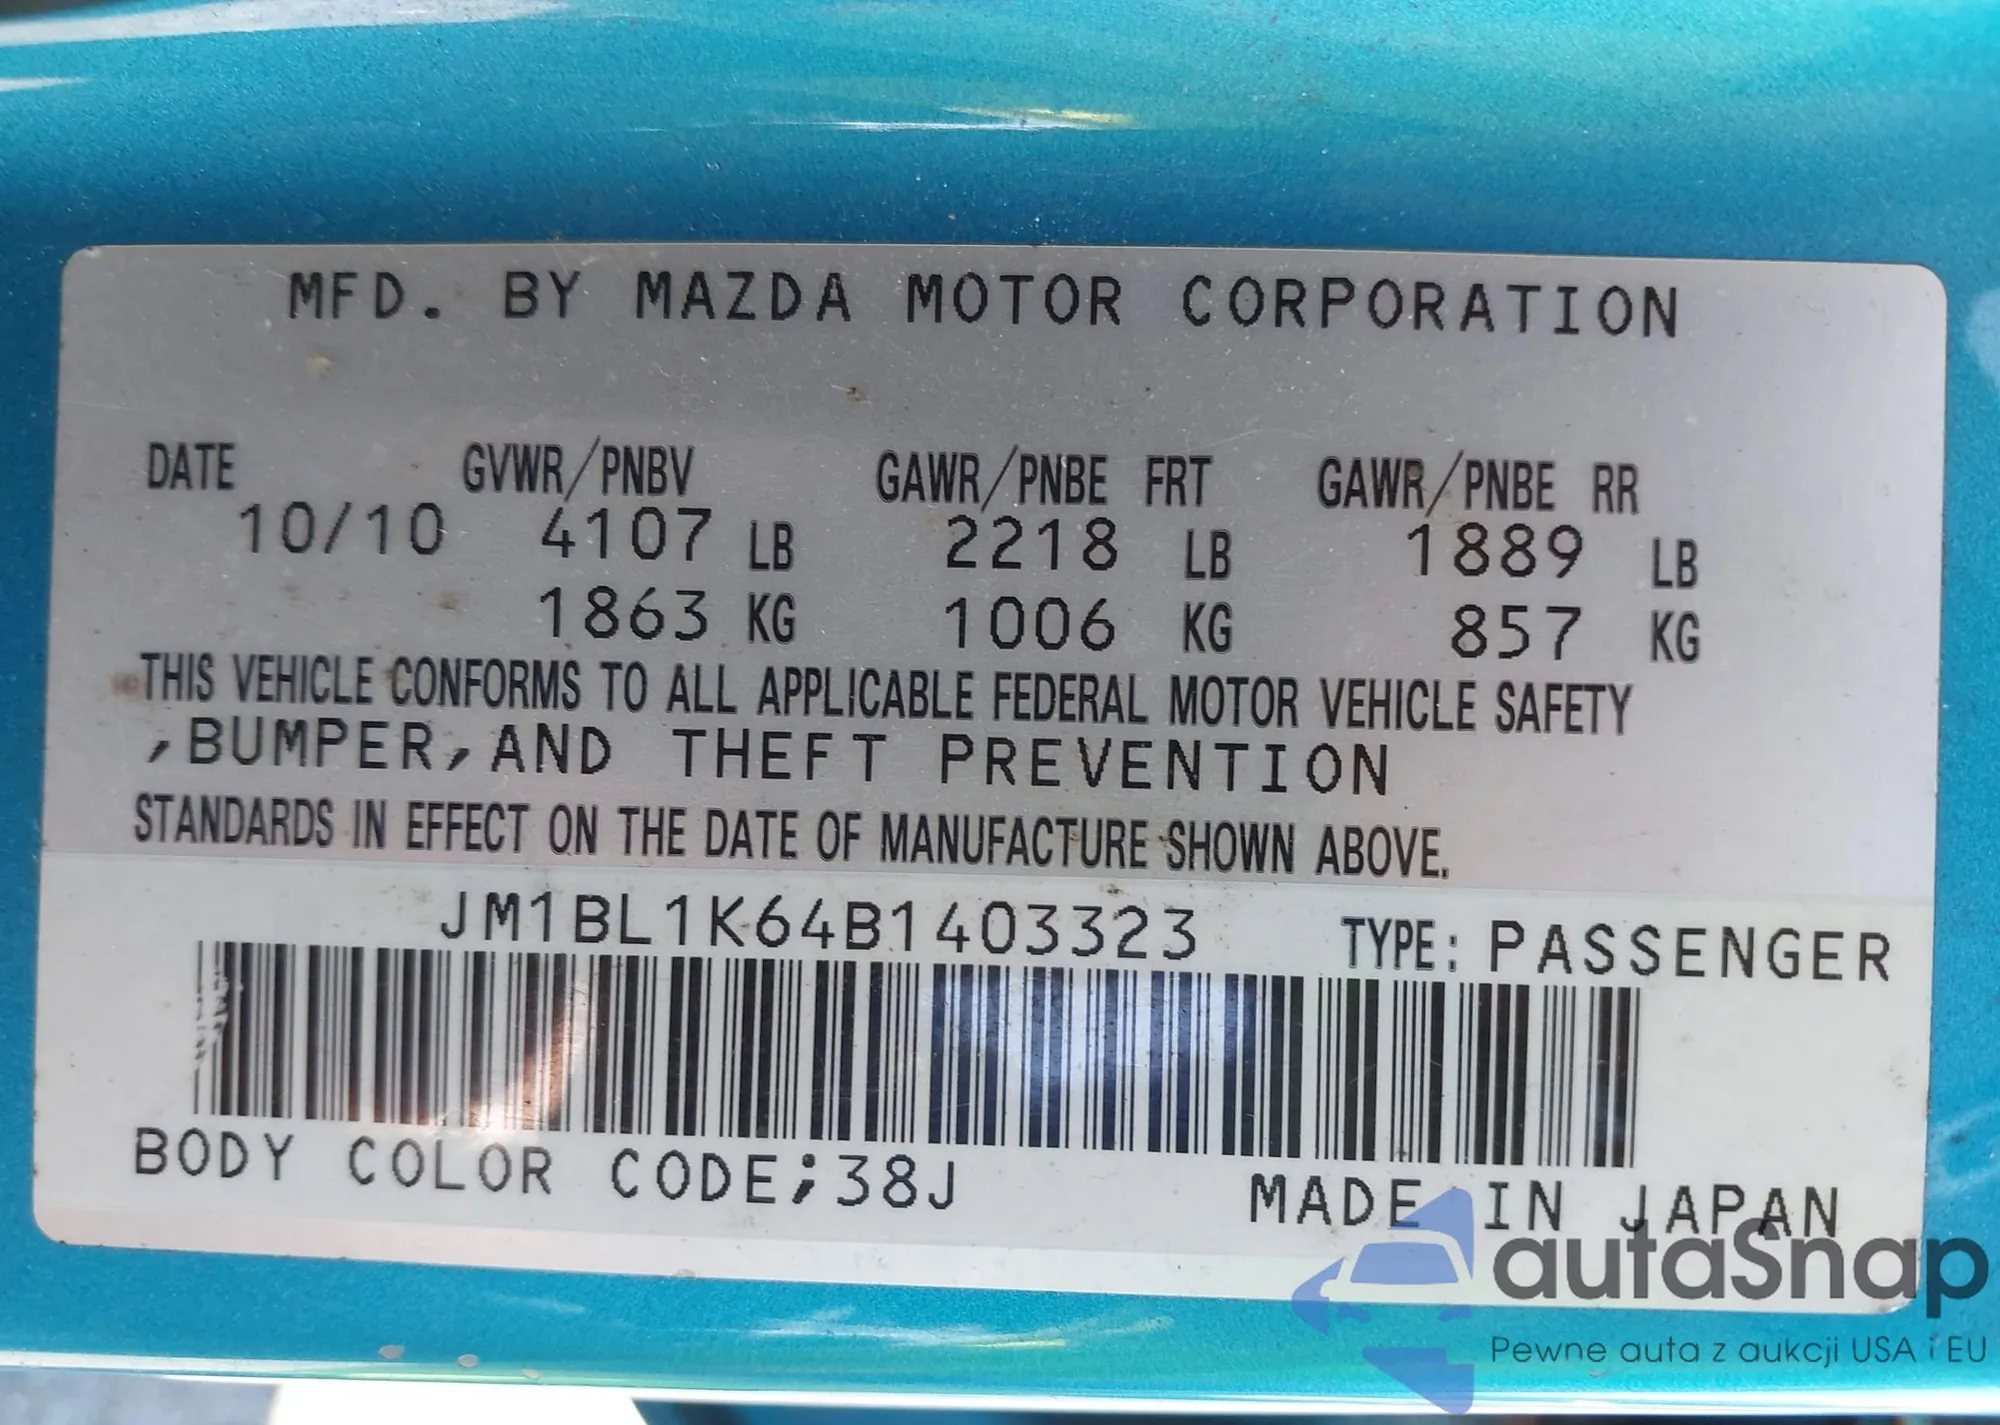 MFD. BY MAZDA MOTOR CORPORATION
DATE GVWR/PNBV GAWR/PNBE FRT GAWR/PNBE RR
10/10 4107 LB 2218 LB 1889 LB
1863 KG 1006 KG 857 KG
THIS VEHICLE CONFORMS TO ALL APPLICABLE FEDERAL MOTOR VEHICLE SAFETY
,BUMPER,AND THEFT PREVENTION
STANDARDS IN EFFECT ON THE DATE OF MANUFACTURE SHOWN ABOVE.
JM1BL1K64B1403323 TYPE: PASSENGER
BODY COLOR CODE;38J
MADE IN JAPAN
autaSnap
Pewne auta z aukcji USA i EU